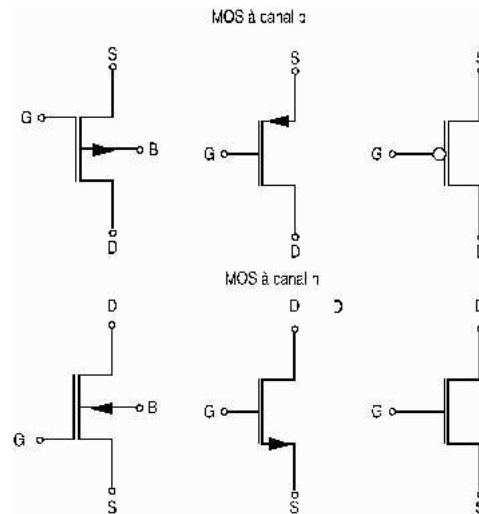 MOS à canal p
S S S
G B G G
D D D
MOS à canal n
D D D D
B
G G G
S S S